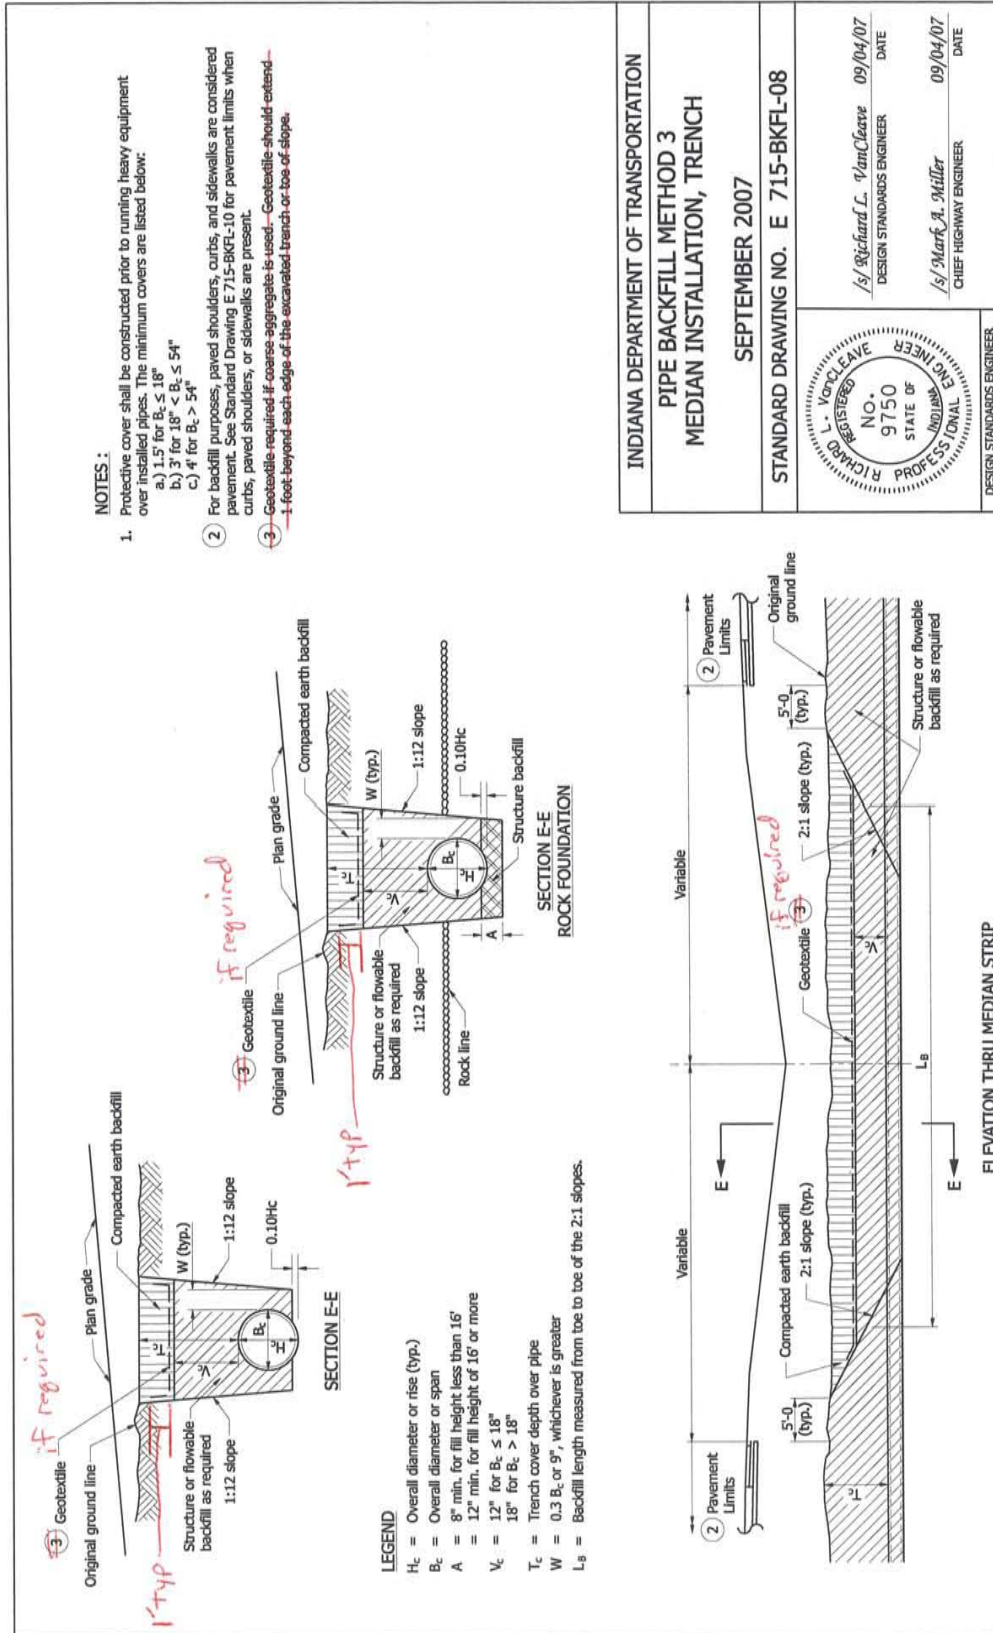 NOTES :
1. Protective cover shall be constructed prior to running heavy equipment
over installed pipes. The minimum covers are listed below:
a.) 1.5' for Bc ≤ 18"
b.) 3' for 18" < Bc ≤ 54"
c.) 4' for Bc > 54"
2 For backfill purposes, paved shoulders, curbs, and sidewalks are considered
pavement. See Standard Drawing E 715-BKFL-10 for pavement limits when
curbs, paved shoulders, or sidewalks are present.
3 Geotextile required if coarse aggregate is used. Geotextile should extend
1 foot beyond each edge of the excavated trench or toe of slope.
if required
3 Geotextile
Original ground line
Plan grade
Compacted earth backfill
1' typ
Tc
Vc
W (typ.)
Structure or flowable
backfill as required
1:12 slope
1:12 slope
Bc
Hc
0.10Hc
SECTION E-E
if required
3 Geotextile
Original ground line
Plan grade
Compacted earth backfill
1' typ
Tc
Vc
W (typ.)
Structure or flowable
backfill as required
1:12 slope
1:12 slope
Bc
Hc
0.10Hc
A
Rock line
Structure backfill
SECTION E-E
ROCK FOUNDATION
LEGEND
Hc = Overall diameter or rise (typ.)
Bc = Overall diameter or span
A = 8" min. for fill height less than 16'
= 12" min. for fill height of 16' or more
Vc = 12" for Bc ≤ 18"
18" for Bc > 18"
Tc = Trench cover depth over pipe
W = 0.3 Bc or 9", whichever is greater
LB = Backfill length measured from toe to toe of the 2:1 slopes.
2 Pavement
Limits
Variable
Variable
2 Pavement
Limits
E
5'-0
(typ.)
Compacted earth backfill
2:1 slope (typ.)
if required
Geotextile 3
2:1 slope (typ.)
5'-0
(typ.)
Original
ground line
Tc
Vc
LB
Structure or flowable
backfill as required
E
ELEVATION THRU MEDIAN STRIP
INDIANA DEPARTMENT OF TRANSPORTATION
PIPE BACKFILL METHOD 3
MEDIAN INSTALLATION, TRENCH
SEPTEMBER 2007
STANDARD DRAWING NO. E 715-BKFL-08
RICHARD L. VanCLEAVE
REGISTERED
No.
9750
STATE OF
INDIANA
PROFESSIONAL ENGINEER
/s/ Richard L. VanCleave 09/04/07
DESIGN STANDARDS ENGINEER DATE
/s/ Mark A. Miller 09/04/07
CHIEF HIGHWAY ENGINEER DATE
DESIGN STANDARDS ENGINEER